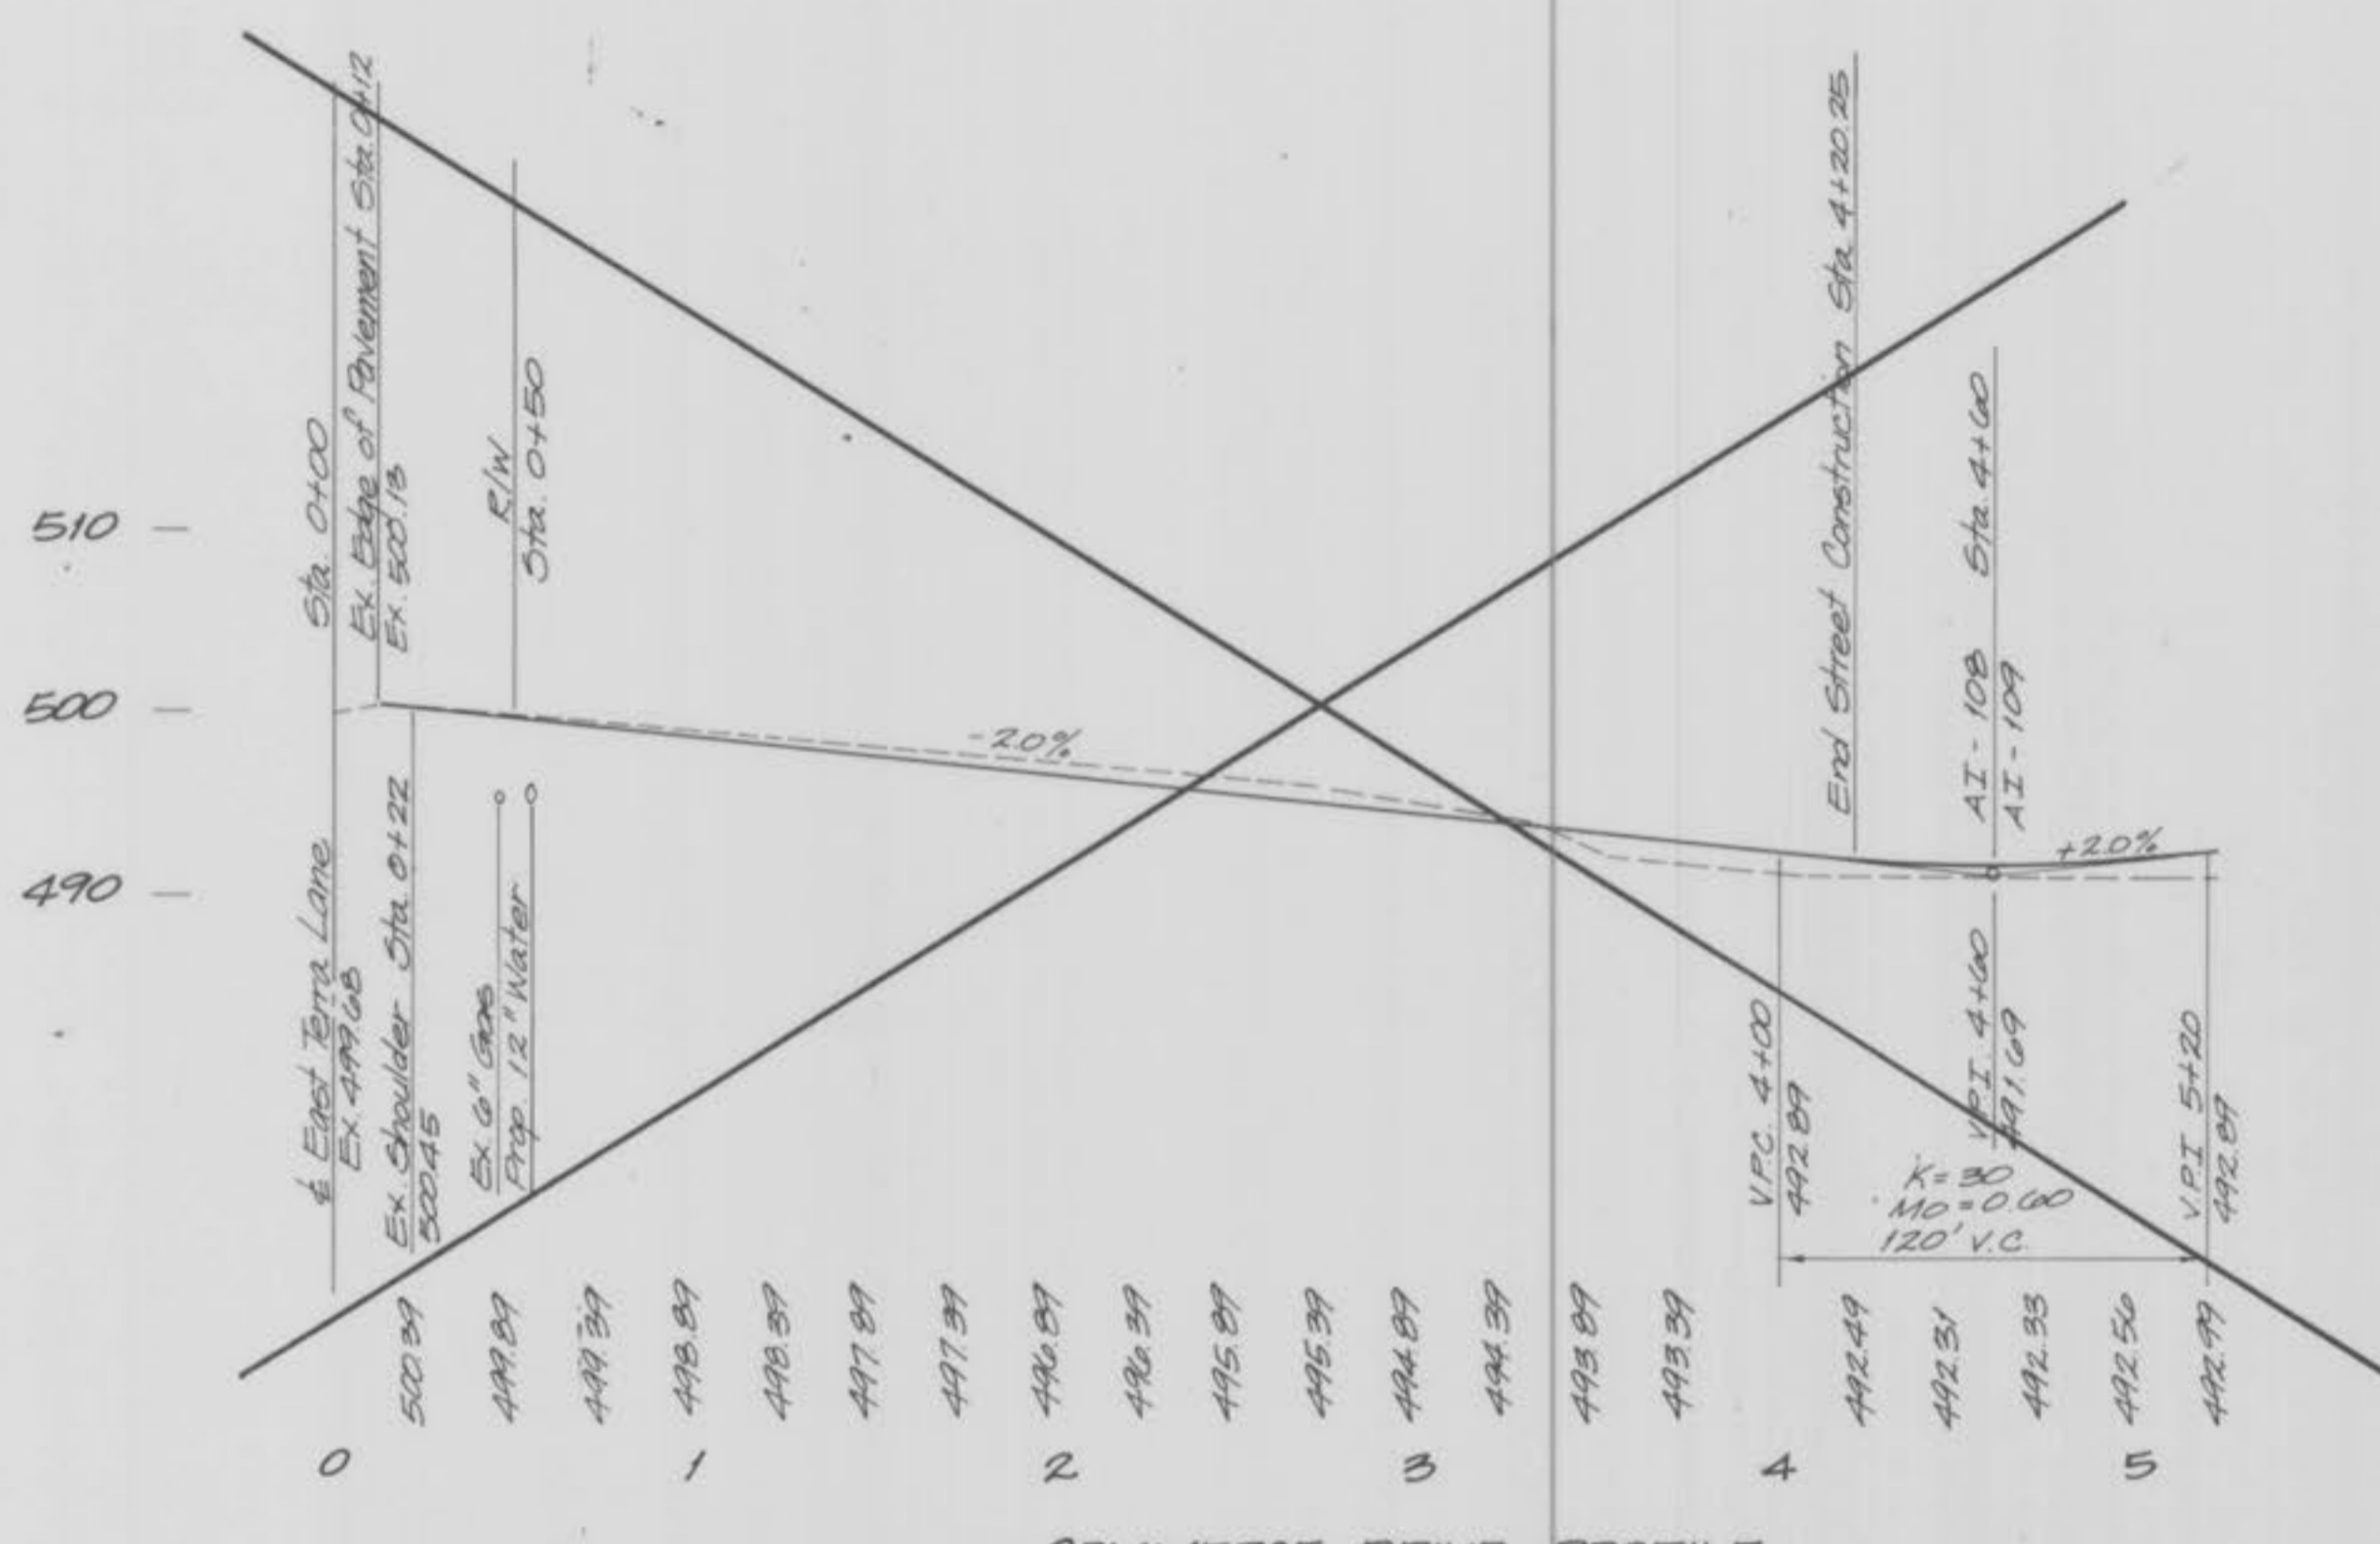 Sta. 0+00
Ex. Edge of Pavement Sta. 0+12
Ex. 500.13
R/W
Sta. 0+50
End Street Construction Sta. 4+20.25
AI-108 Sta. 4+60
AI-109
510
500
490
-2.0%
+2.0%
℄ East Terra Lane
Ex. 499.68
Ex. Shoulder Sta. 0+22
500.45
Ex. 6" Gas
Prop. 12" Water
V.P.C. 4+00
492.89
V.P.I. 4+60
491.69
V.P.I 5+20
492.89
K=30
Mo=0.60
120' V.C.
500.39
499.89
499.39
498.89
498.39
497.89
497.39
496.89
496.39
495.89
495.39
494.89
494.39
493.89
493.39
492.49
492.31
492.33
492.56
492.99
0 1 2 3 4 5